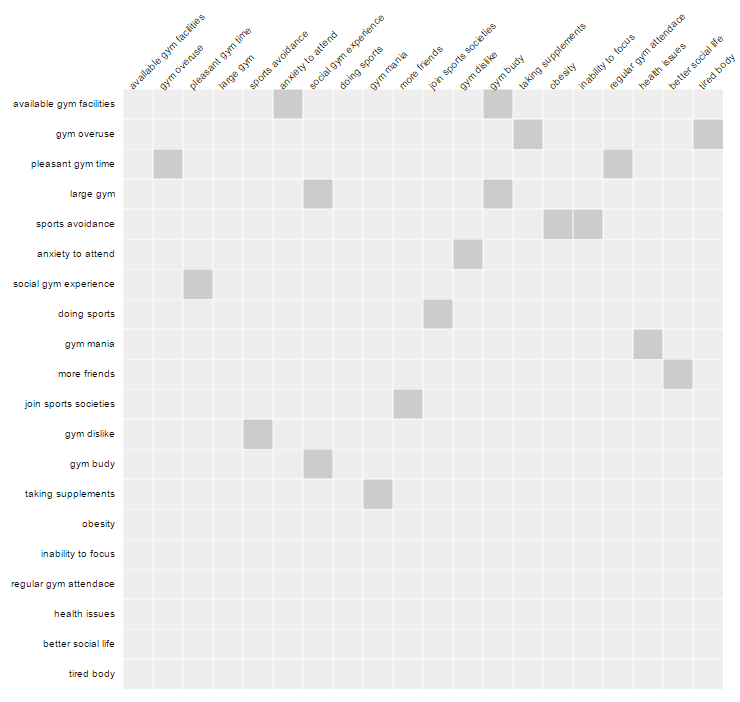 available gym facilities
gym overuse
pleasant gym time
large gym
sports avoidance
anxiety to attend
social gym experience
doing sports
gym mania
more friends
join sports societies
gym dislike
gym budy
taking supplements
obesity
inability to focus
regular gym attendace
health issues
better social life
tired body
available gym facilities
gym overuse
pleasant gym time
large gym
sports avoidance
anxiety to attend
social gym experience
doing sports
gym mania
more friends
join sports societies
gym dislike
gym budy
taking supplements
obesity
inability to focus
regular gym attendace
health issues
better social life
tired body